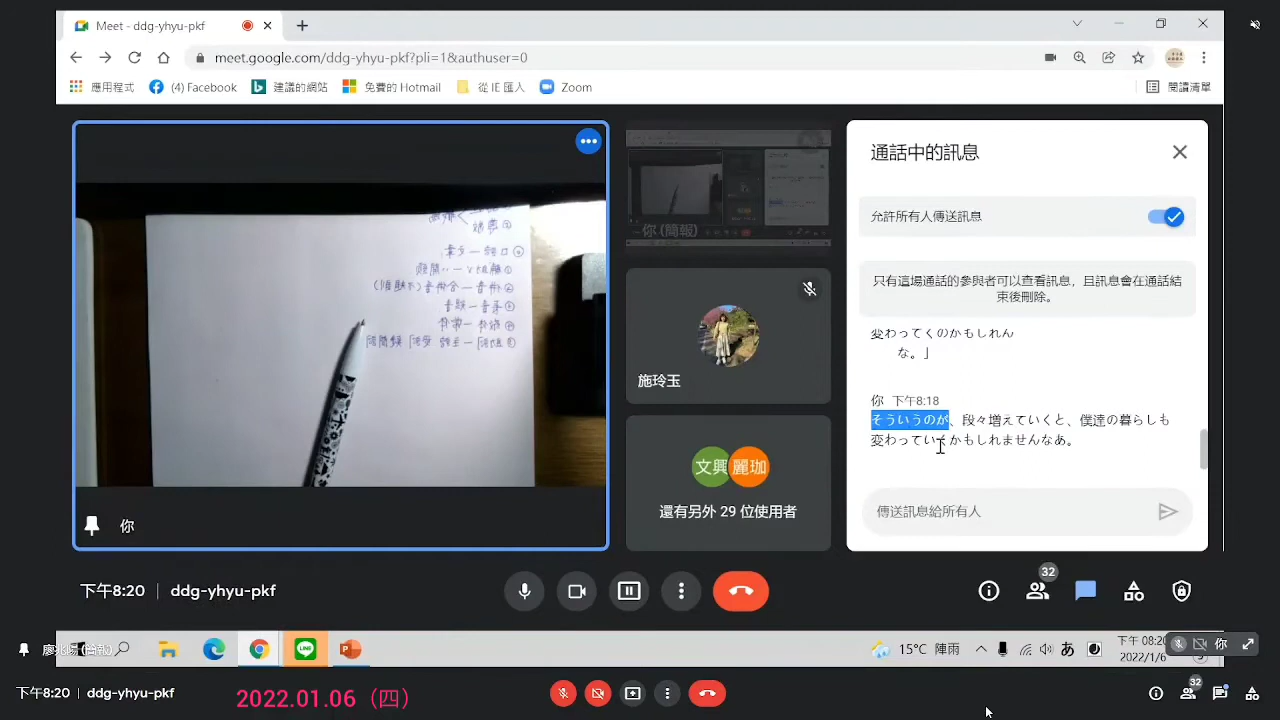 Meet - ddg-yhyu-pkf
meet.google.com/ddg-yhyu-pkf?pli=1&authuser=0
應用程式
(4) Facebook
建議的網站
免費的 Hotmail
從 IE 匯入
Zoom
閱讀清單
你
你 (簡報)
施玲玉
文興
麗珈
還有另外 29 位使用者
通話中的訊息
允許所有人傳送訊息
只有這場通話的參與者可以查看訊息，且訊息會在通話結
束後刪除。
変わってくのかもしれん
な。」
你 下午8:18
そういうのが、段々増えていくと、僕達の暮らしも
変わっていくかもしれませんなあ。
傳送訊息給所有人
下午8:20 | ddg-yhyu-pkf
32
LINE
15°C 陣雨
あ
下午 08:20
2022/1/6
你
下午8:20 | ddg-yhyu-pkf
2022.01.06（四）
32